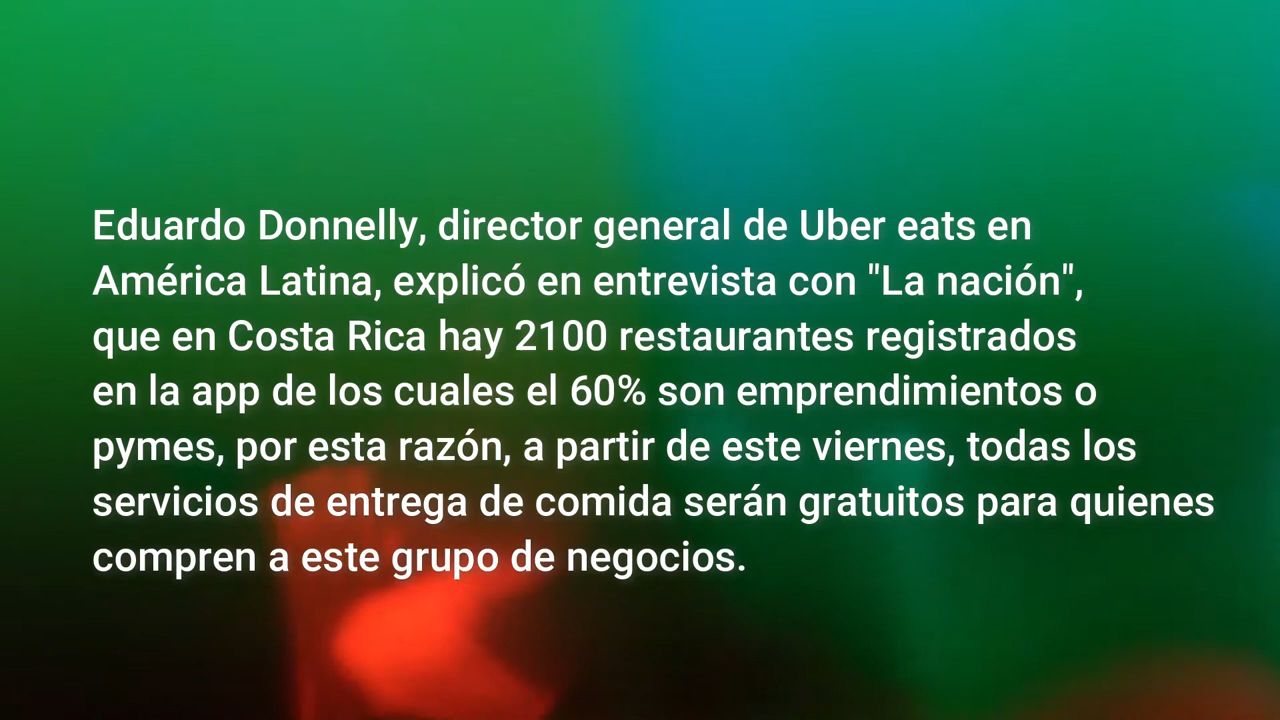 Eduardo Donnelly, director general de Uber eats en
América Latina, explicó en entrevista con "La nación",
que en Costa Rica hay 2100 restaurantes registrados
en la app de los cuales el 60% son emprendimientos o
pymes, por esta razón, a partir de este viernes, todas los
servicios de entrega de comida serán gratuitos para quienes
compren a este grupo de negocios.